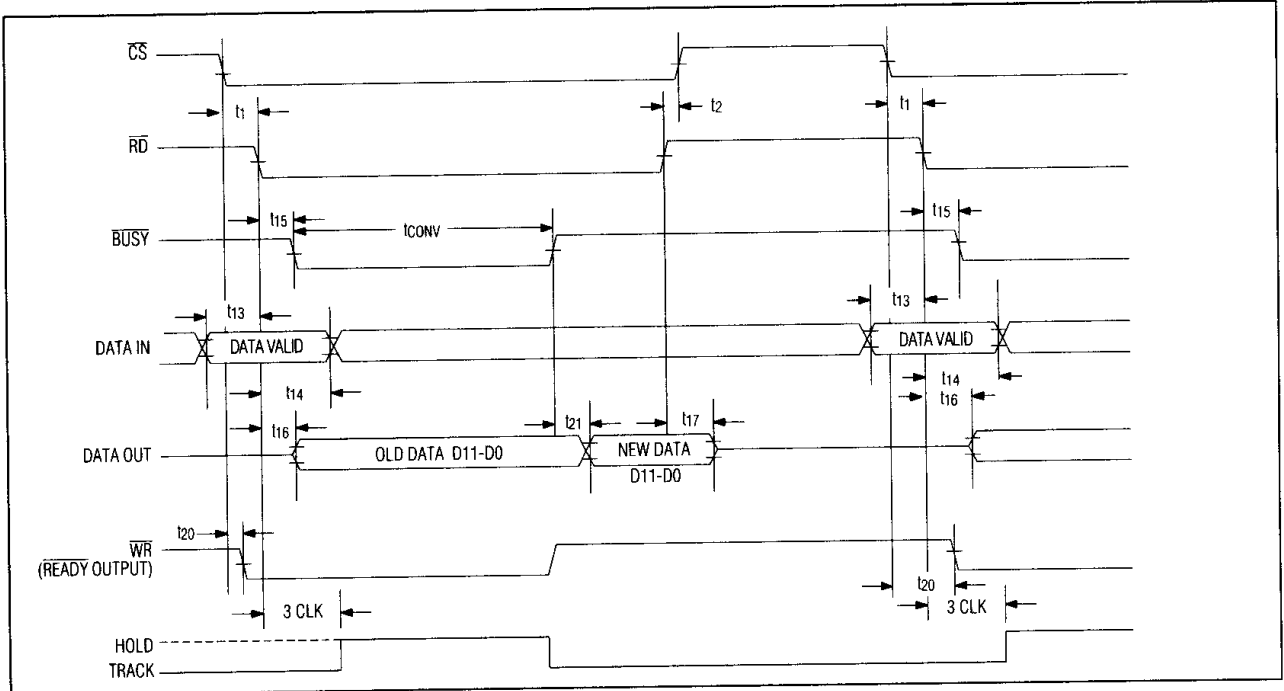 CS
t1
t2
t1
RD
t15
tCONV
t15
BUSY
t13
t13
DATA IN
DATA VALID
DATA VALID
t14
t14
t16
t16
t21
t17
DATA OUT
OLD DATA D11-D0
NEW DATA
D11-D0
t20
WR
(READY OUTPUT)
t20
3 CLK
3 CLK
HOLD
TRACK